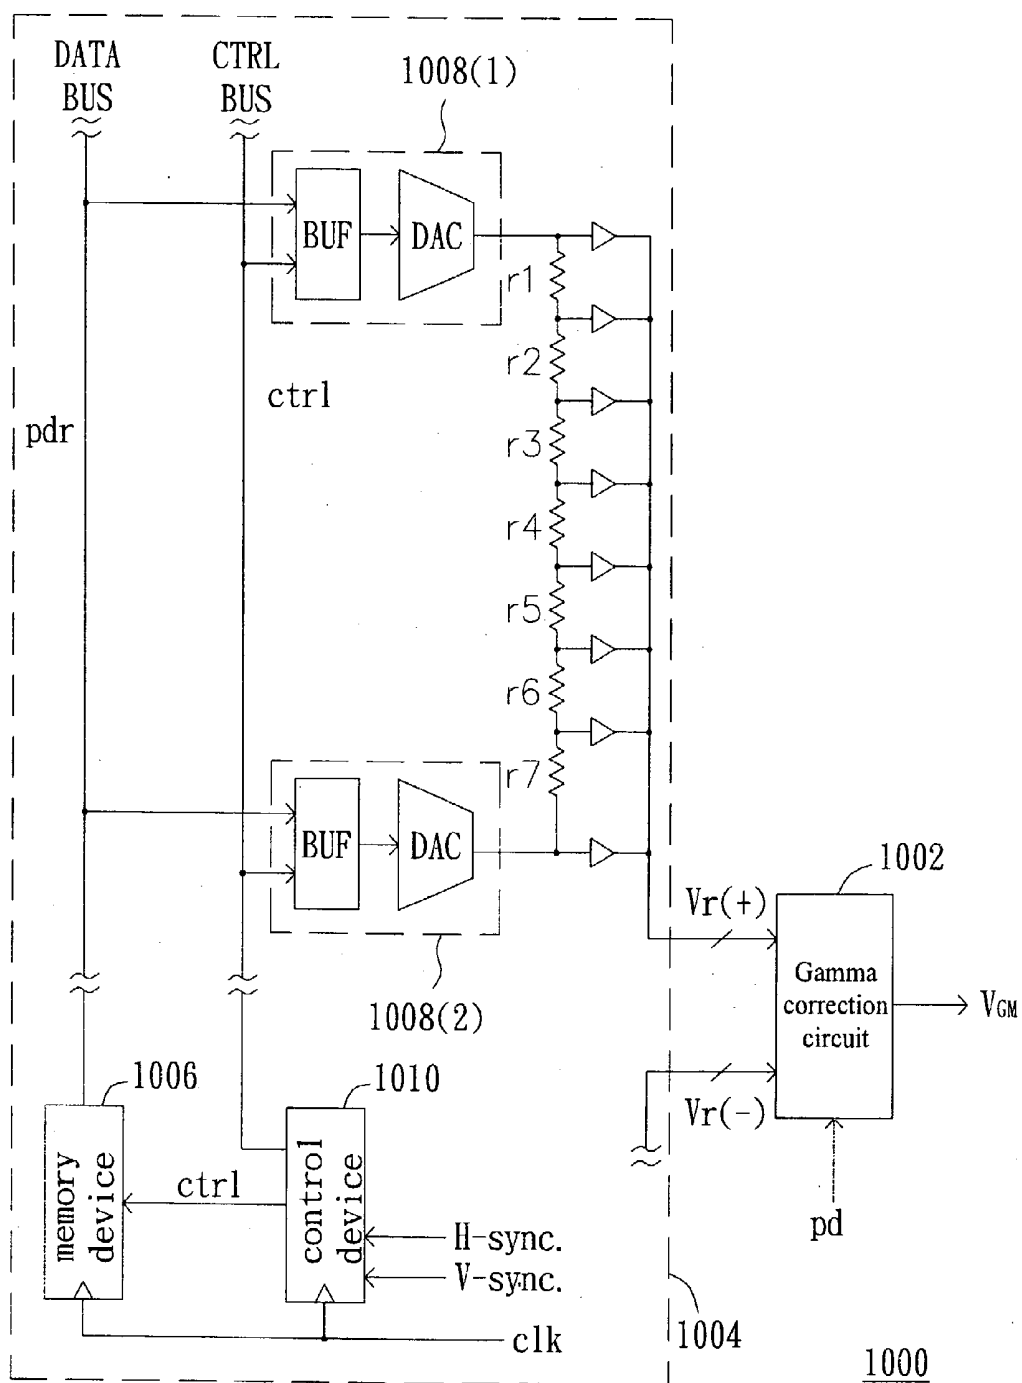 DATA
BUS
CTRL
BUS
1008(1)
BUF
DAC
r1
r2
ctrl
pdr
r3
r4
r5
r6
r7
BUF
DAC
1002
Vr(+)
Gamma
correction
circuit
VGM
1008(2)
1006
1010
Vr(-)
memory
device
ctrl
control
device
pd
H-sync.
V-sync.
clk
1004
1000